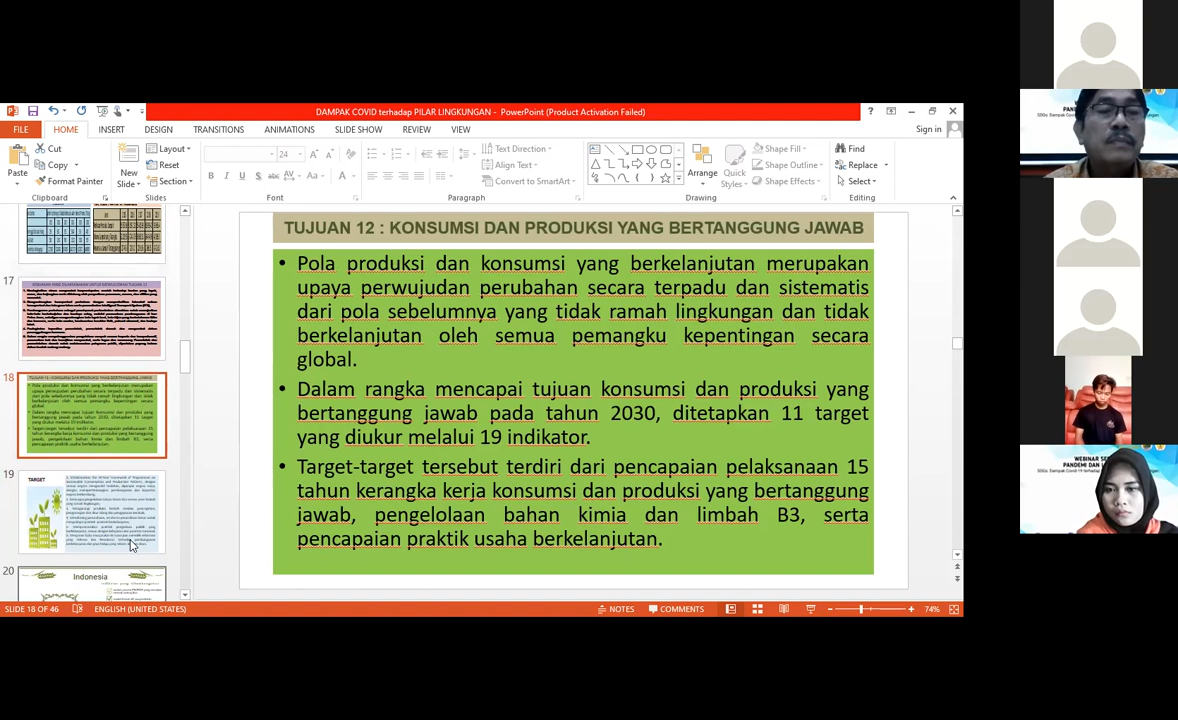 DAMPAK COVID terhadap PILAR LINGKUNGAN - PowerPoint (Product Activation Failed)
FILE HOME INSERT DESIGN TRANSITIONS ANIMATIONS SLIDE SHOW REVIEW VIEW Sign in
Paste
Cut
Copy
Format Painter
Clipboard
New
Slide
Layout
Reset
Section
Slides
24
Font
Text Direction
Align Text
Convert to SmartArt
Paragraph
Arrange
Quick
Styles
Shape Fill
Shape Outline
Shape Effects
Drawing
Find
Replace
Select
Editing
17
18
19
TARGET
20
Indonesia
TUJUAN 12 : KONSUMSI DAN PRODUKSI YANG BERTANGGUNG JAWAB
• Pola produksi dan konsumsi yang berkelanjutan merupakan
upaya perwujudan perubahan secara terpadu dan sistematis
dari pola sebelumnya yang tidak ramah lingkungan dan tidak
berkelanjutan oleh semua pemangku kepentingan secara
global.
• Dalam rangka mencapai tujuan konsumsi dan produksi yang
bertanggung jawab pada tahun 2030, ditetapkan 11 target
yang diukur melalui 19 indikator.
• Target-target tersebut terdiri dari pencapaian pelaksanaan 15
tahun kerangka kerja konsumsi dan produksi yang bertanggung
jawab, pengelolaan bahan kimia dan limbah B3, serta
pencapaian praktik usaha berkelanjutan.
SLIDE 18 OF 46 ENGLISH (UNITED STATES) NOTES COMMENTS 74%
WEBINAR SE
PANDEMI DAN L